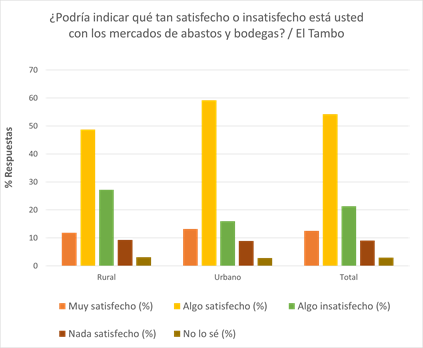 ¿Podría indicar qué tan satisfecho o insatisfecho está usted
con los mercados de abastos y bodegas? / El Tambo
% Respuestas
70
60
50
40
30
20
10
0
Rural
Urbano
Total
Muy satisfecho (%)
Algo satisfecho (%)
Algo insatisfecho (%)
Nada satisfecho (%)
No lo sé (%)